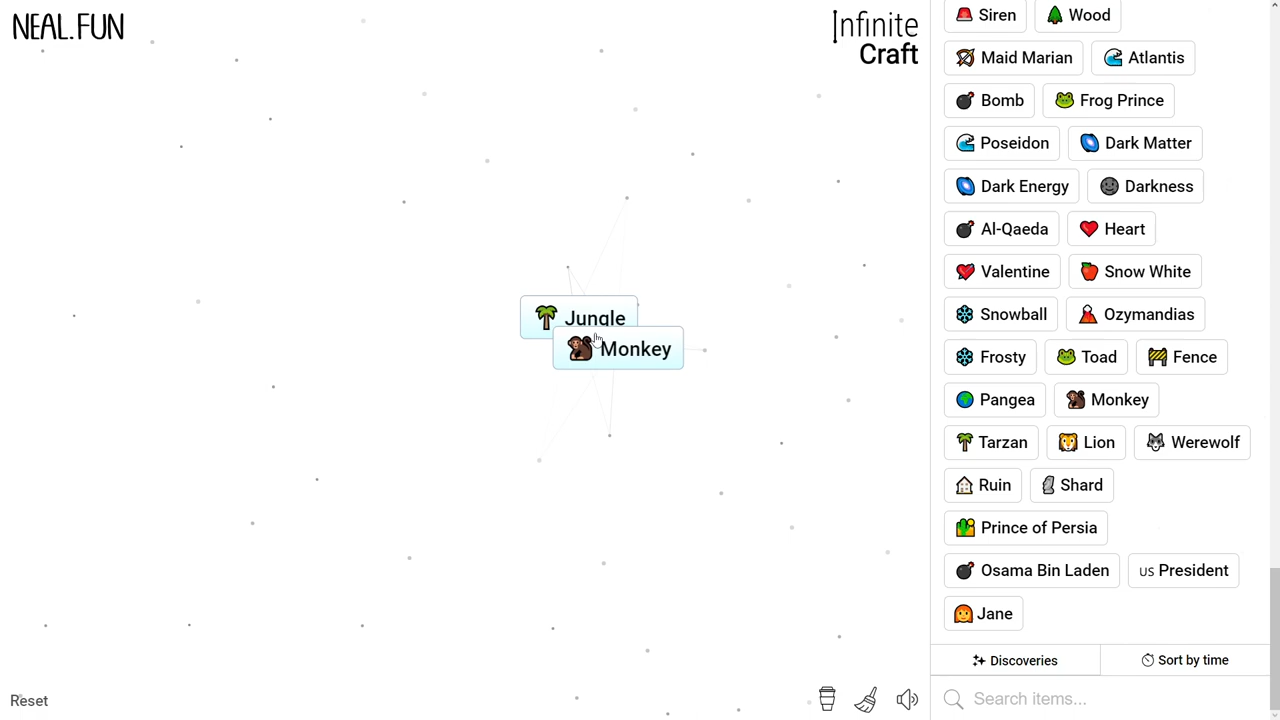 NEAL.FUN
Infinite
Craft
Jungle
Monkey
Siren
Wood
Maid Marian
Atlantis
Bomb
Frog Prince
Poseidon
Dark Matter
Dark Energy
Darkness
Al-Qaeda
Heart
Valentine
Snow White
Snowball
Ozymandias
Frosty
Toad
Fence
Pangea
Monkey
Tarzan
Lion
Werewolf
Ruin
Shard
Prince of Persia
Osama Bin Laden
US President
Jane
Discoveries
Sort by time
Search items...
Reset